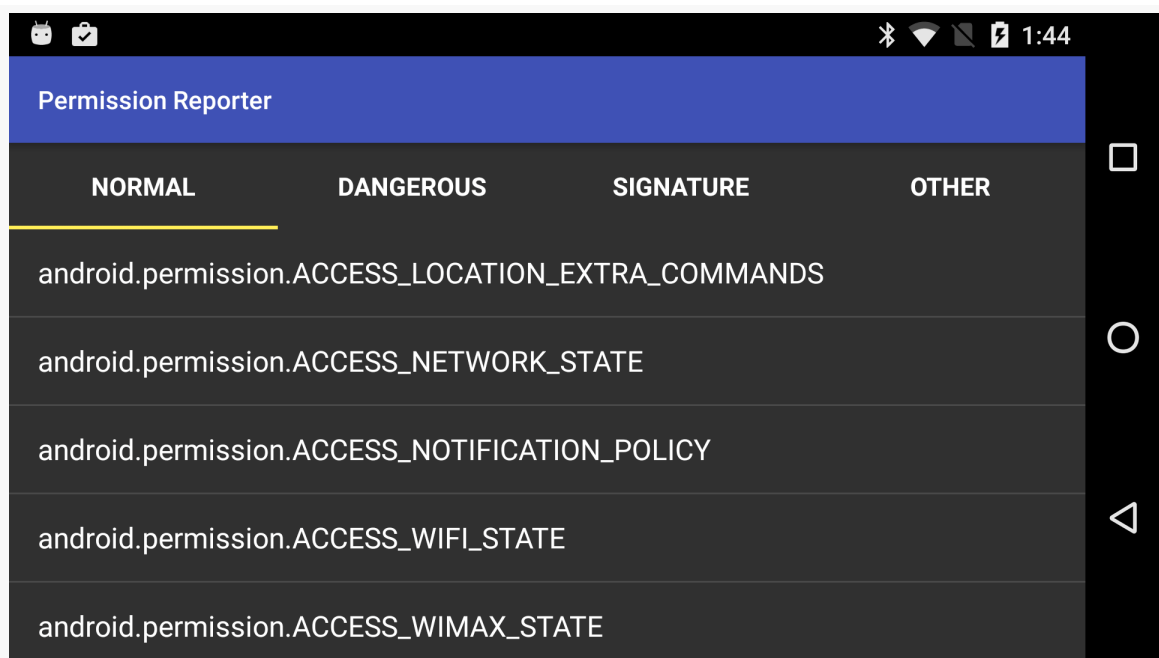 1:44
Permission Reporter
NORMAL DANGEROUS SIGNATURE OTHER
android.permission.ACCESS_LOCATION_EXTRA_COMMANDS
android.permission.ACCESS_NETWORK_STATE
android.permission.ACCESS_NOTIFICATION_POLICY
android.permission.ACCESS_WIFI_STATE
android.permission.ACCESS_WIMAX_STATE